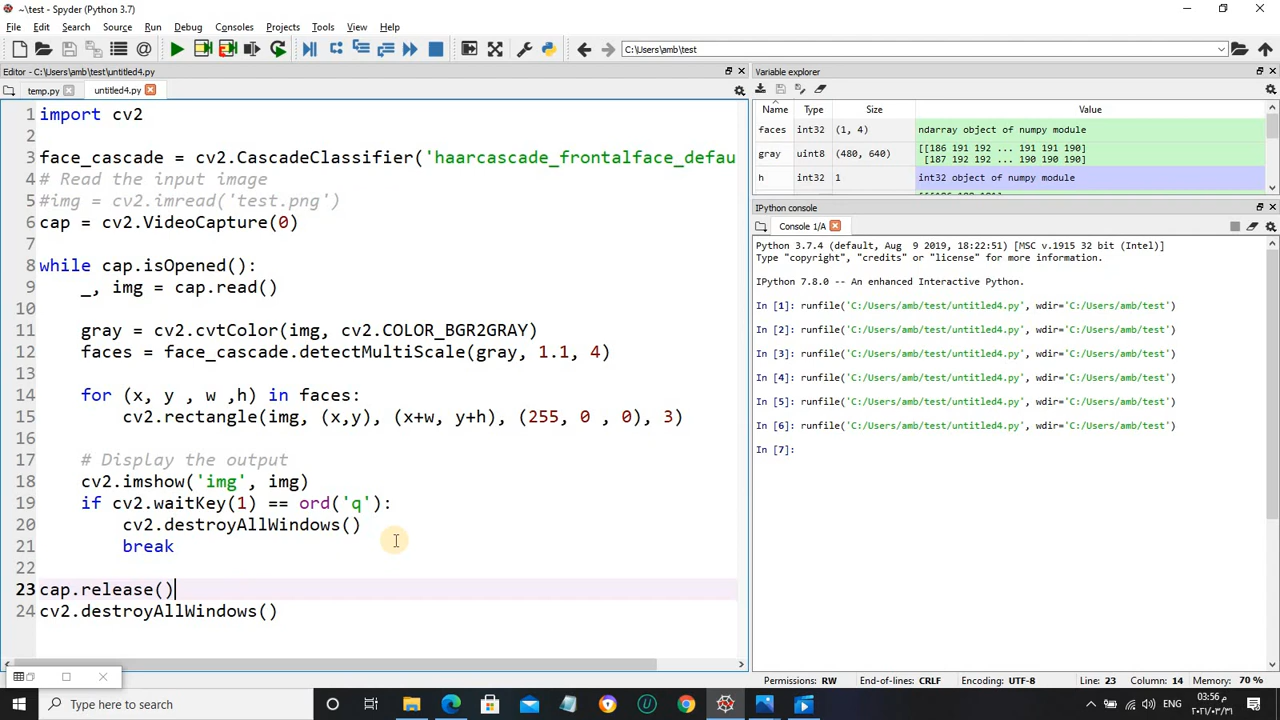 ~\test - Spyder (Python 3.7)
File Edit Search Source Run Debug Consoles Projects Tools View Help
C:\Users\amb\test
Editor - C:\Users\amb\test\untitled4.py
temp.py untitled4.py
1 import cv2
2
3 face_cascade = cv2.CascadeClassifier('haarcascade_frontalface_defau
4 # Read the input image
5 #img = cv2.imread('test.png')
6 cap = cv2.VideoCapture(0)
7
8 while cap.isOpened():
9 _, img = cap.read()
10
11 gray = cv2.cvtColor(img, cv2.COLOR_BGR2GRAY)
12 faces = face_cascade.detectMultiScale(gray, 1.1, 4)
13
14 for (x, y , w ,h) in faces:
15 cv2.rectangle(img, (x,y), (x+w, y+h), (255, 0 , 0), 3)
16
17 # Display the output
18 cv2.imshow('img', img)
19 if cv2.waitKey(1) == ord('q'):
20 cv2.destroyAllWindows()
21 break
22
23 cap.release()
24 cv2.destroyAllWindows()
Variable explorer
Name Type Size Value
faces int32 (1, 4) ndarray object of numpy module
gray uint8 (480, 640) [[186 191 192 ... 191 191 190]
[187 192 192 ... 190 190 190]
h int32 1 int32 object of numpy module
IPython console
Console 1/A
Python 3.7.4 (default, Aug  9 2019, 18:22:51) [MSC v.1915 32 bit (Intel)]
Type "copyright", "credits" or "license" for more information.
IPython 7.8.0 -- An enhanced Interactive Python.
In [1]: runfile('C:/Users/amb/test/untitled4.py', wdir='C:/Users/amb/test')
In [2]: runfile('C:/Users/amb/test/untitled4.py', wdir='C:/Users/amb/test')
In [3]: runfile('C:/Users/amb/test/untitled4.py', wdir='C:/Users/amb/test')
In [4]: runfile('C:/Users/amb/test/untitled4.py', wdir='C:/Users/amb/test')
In [5]: runfile('C:/Users/amb/test/untitled4.py', wdir='C:/Users/amb/test')
In [6]: runfile('C:/Users/amb/test/untitled4.py', wdir='C:/Users/amb/test')
In [7]:
Permissions: RW End-of-lines: CRLF Encoding: UTF-8 Line: 23 Column: 14 Memory: 70 %
Type here to search
ENG
03:56 م